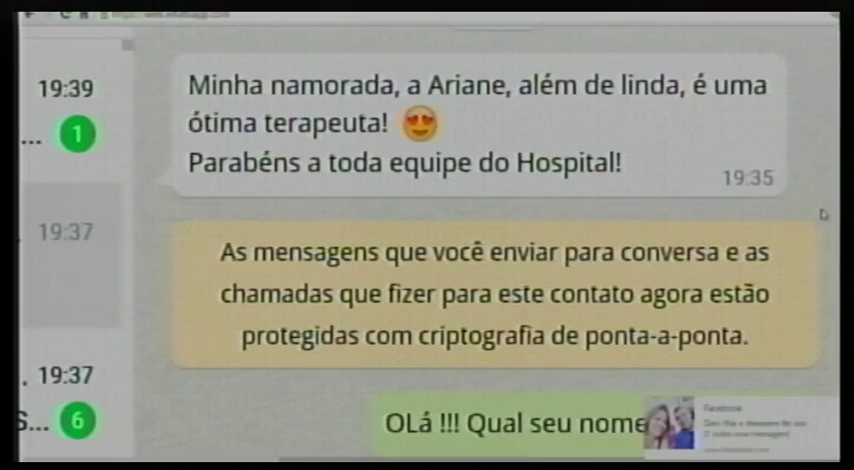 19:39
...
1
19:37
. 19:37
S...
6
Minha namorada, a Ariane, além de linda, é uma
ótima terapeuta!
Parabéns a toda equipe do Hospital!
19:35
As mensagens que você enviar para conversa e as
chamadas que fizer para este contato agora estão
protegidas com criptografia de ponta-a-ponta.
OLá !!! Qual seu nome
Facebook